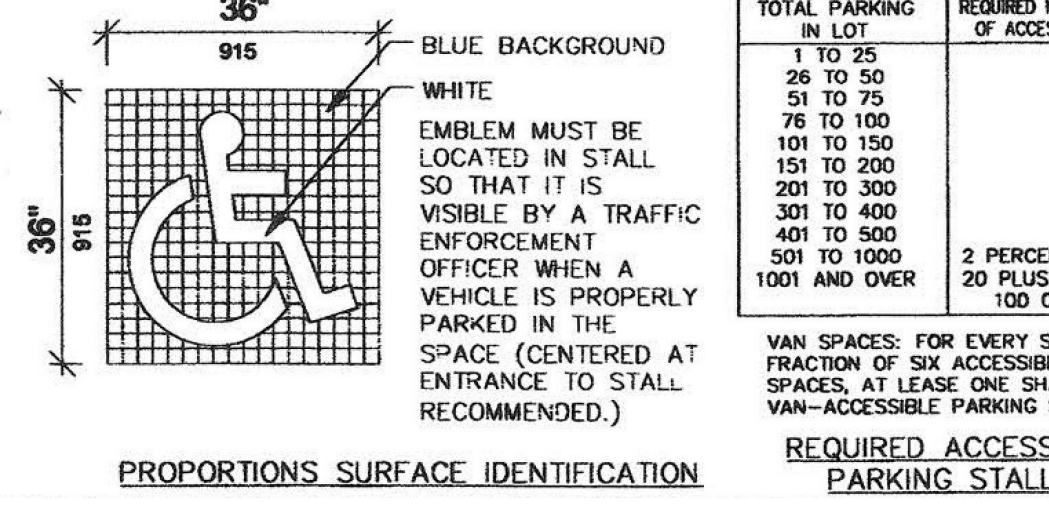 36"
915
36"
915
BLUE BACKGROUND
WHITE
EMBLEM MUST BE
LOCATED IN STALL
SO THAT IT IS
VISIBLE BY A TRAFFIC
ENFORCEMENT
OFFICER WHEN A
VEHICLE IS PROPERLY
PARKED IN THE
SPACE (CENTERED AT
ENTRANCE TO STALL
RECOMMENDED.)
PROPORTIONS SURFACE IDENTIFICATION
TOTAL PARKING
IN LOT
REQUIRED
OF
1 TO 25
26 TO 50
51 TO 75
76 TO 100
101 TO 150
151 TO 200
201 TO 300
301 TO 400
401 TO 500
501 TO 1000
1001 AND OVER
2
20 PLUS
100
VAN SPACES: FOR EVERY
FRACTION OF SIX
SPACES, AT LEASE ONE
VAN-ACCESSIBLE PARKING
REQUIRED
PARKING